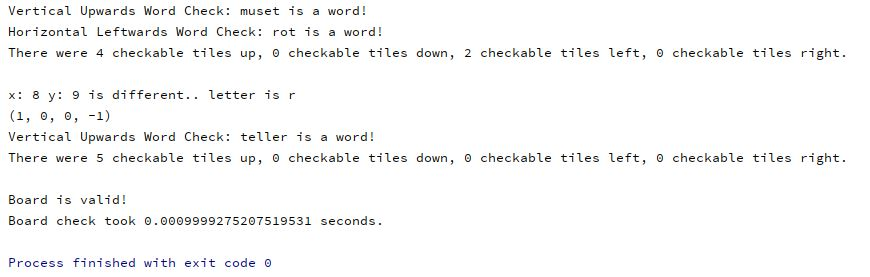 Vertical Upwards Word Check: muset is a word!
Horizontal Leftwards Word Check: rot is a word!
There were 4 checkable tiles up, 0 checkable tiles down, 2 checkable tiles left, 0 checkable tiles right.
x: 8 y: 9 is different.. letter is r
(1, 0, 0, -1)
Vertical Upwards Word Check: teller is a word!
There were 5 checkable tiles up, 0 checkable tiles down, 0 checkable tiles left, 0 checkable tiles right.
Board is valid!
Board check took 0.0009999275207519531 seconds.
Process finished with exit code 0